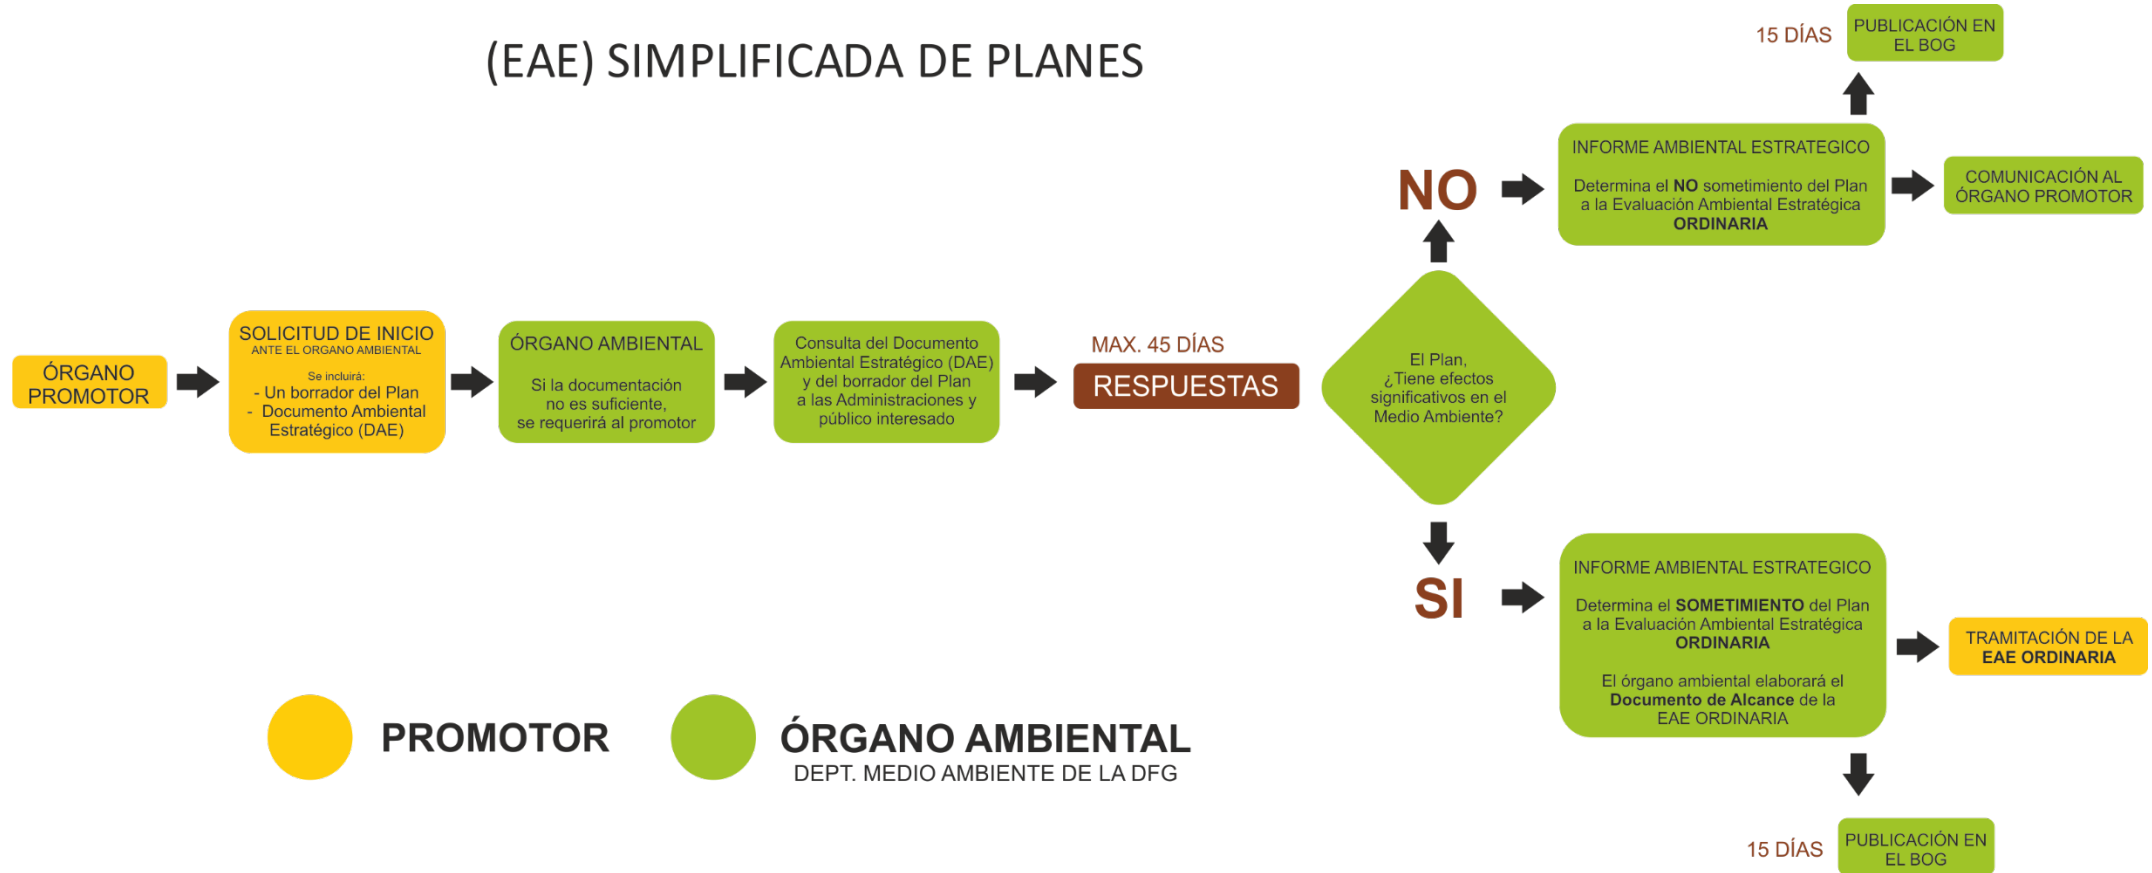 (EAE) SIMPLIFICADA DE PLANES
ÓRGANO
PROMOTOR
SOLICITUD DE INICIO
ANTE EL ORGANO AMBIENTAL
Se incluirá:
- Un borrador del Plan
- Documento Ambiental
Estratégico (DAE)
ÓRGANO AMBIENTAL
Si la documentación
no es suficiente,
se requerirá al promotor
Consulta del Documento
Ambiental Estratégico (DAE)
y del borrador del Plan
a las Administraciones y
público interesado
MAX. 45 DÍAS
RESPUESTAS
El Plan,
¿Tiene efectos
significativos en el
Medio Ambiente?
NO
INFORME AMBIENTAL ESTRATEGICO
Determina el NO sometimiento del Plan
a la Evaluación Ambiental Estratégica
ORDINARIA
15 DÍAS
PUBLICACIÓN EN
EL BOG
COMUNICACIÓN AL
ÓRGANO PROMOTOR
SI
INFORME AMBIENTAL ESTRATEGICO
Determina el SOMETIMIENTO del Plan
a la Evaluación Ambiental Estratégica
ORDINARIA
El órgano ambiental elaborará el
Documento de Alcance de la
EAE ORDINARIA
TRAMITACIÓN DE LA
EAE ORDINARIA
15 DÍAS
PUBLICACIÓN EN
EL BOG
PROMOTOR
ÓRGANO AMBIENTAL
DEPT. MEDIO AMBIENTE DE LA DFG